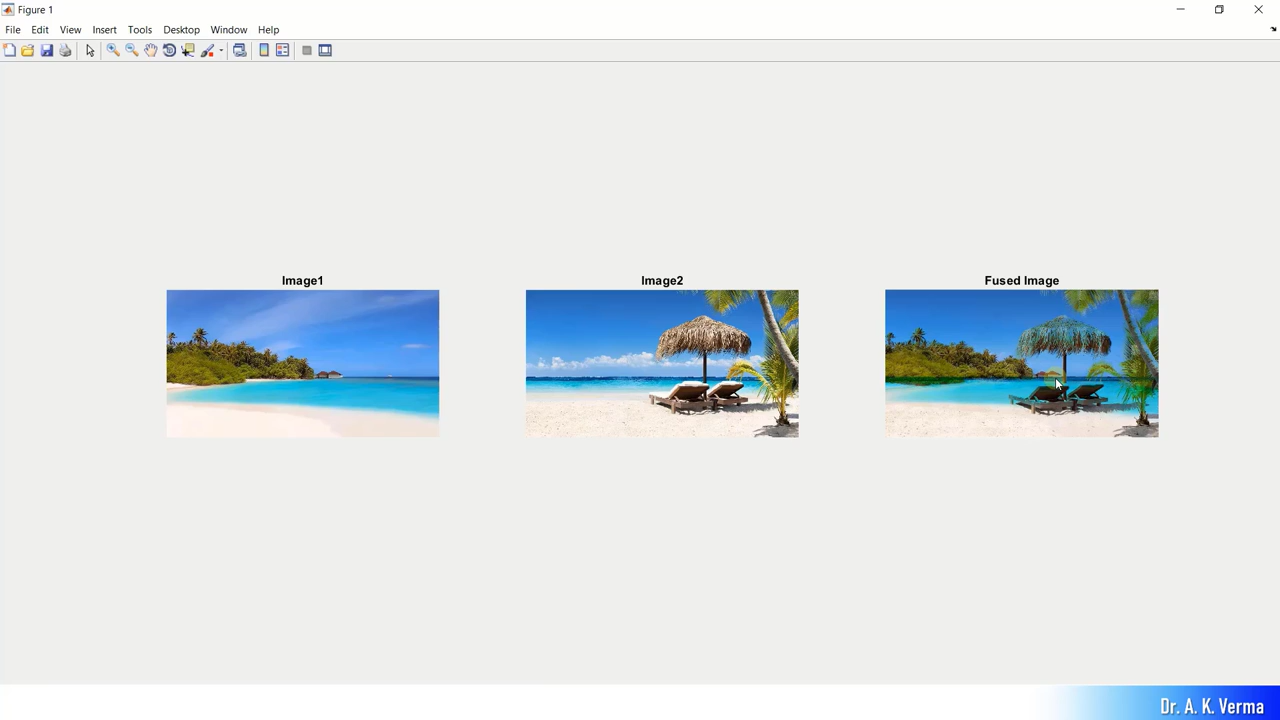 Figure 1
File Edit View Insert Tools Desktop Window Help
Image1 Image2 Fused Image
Dr. A. K. Verma